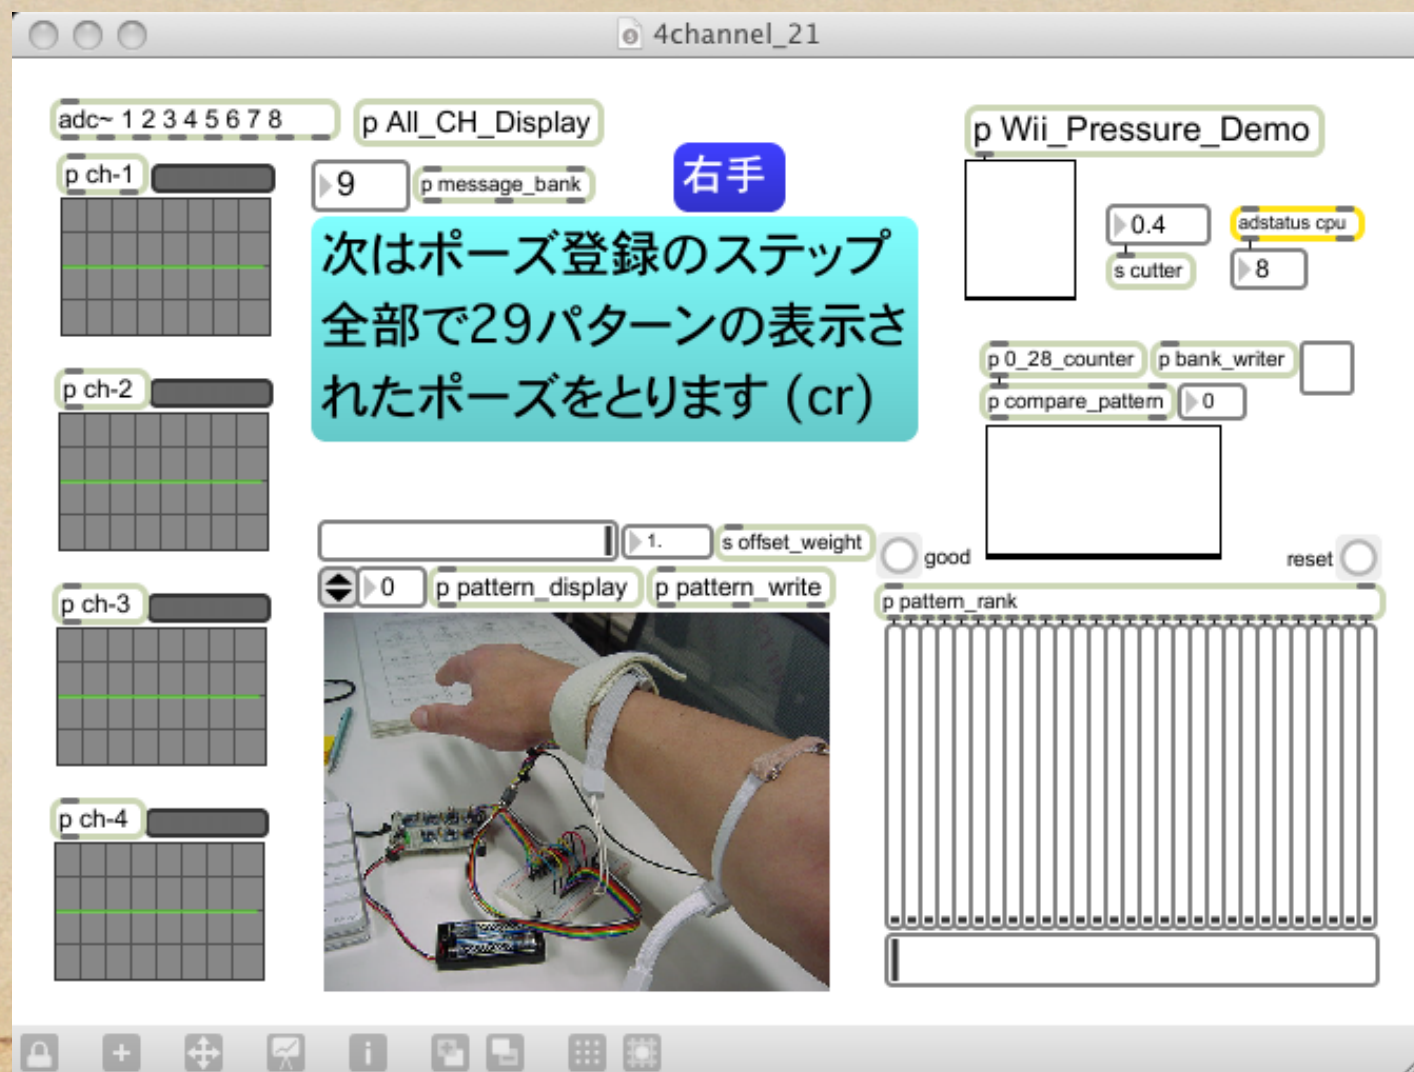 4channel_21
adc~ 1 2 3 4 5 6 7 8
p All_CH_Display
p Wii_Pressure_Demo
p ch-1
9
p message_bank
右手
0.4
adstatus cpu
s cutter
8
次はポーズ登録のステップ
全部で29パターンの表示さ
れたポーズをとります (cr)
p 0_28_counter
p bank_writer
p ch-2
p compare_pattern
0
1.
s offset_weight
good
reset
0
p pattern_display
p pattern_write
p ch-3
p pattern_rank
p ch-4